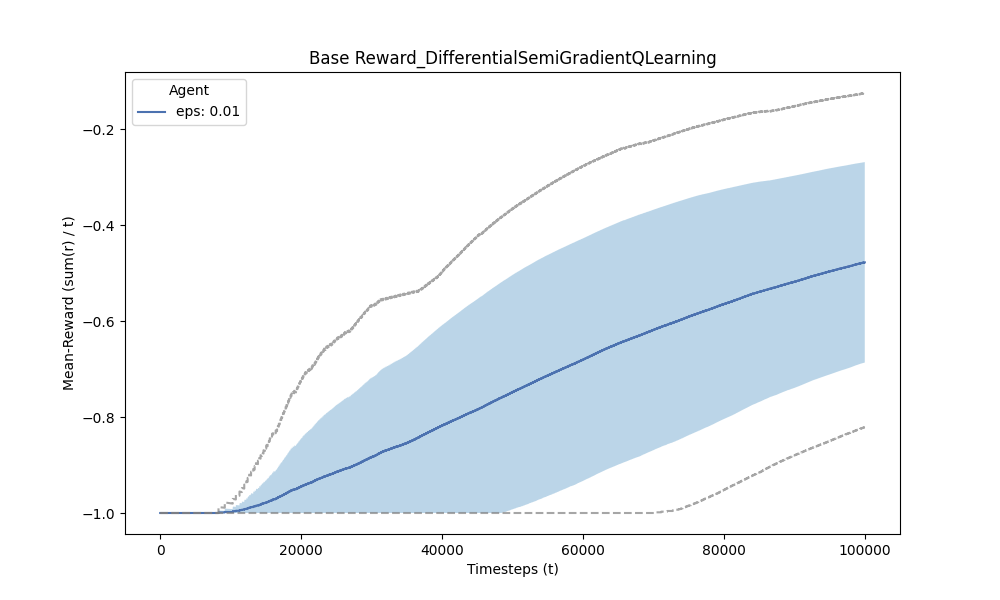 Base Reward_DifferentialSemiGradientQLearning
Agent
eps: 0.01
Mean-Reward (sum(r) / t)
−0.2
−0.4
−0.6
−0.8
−1.0
0 20000 40000 60000 80000 100000
Timesteps (t)